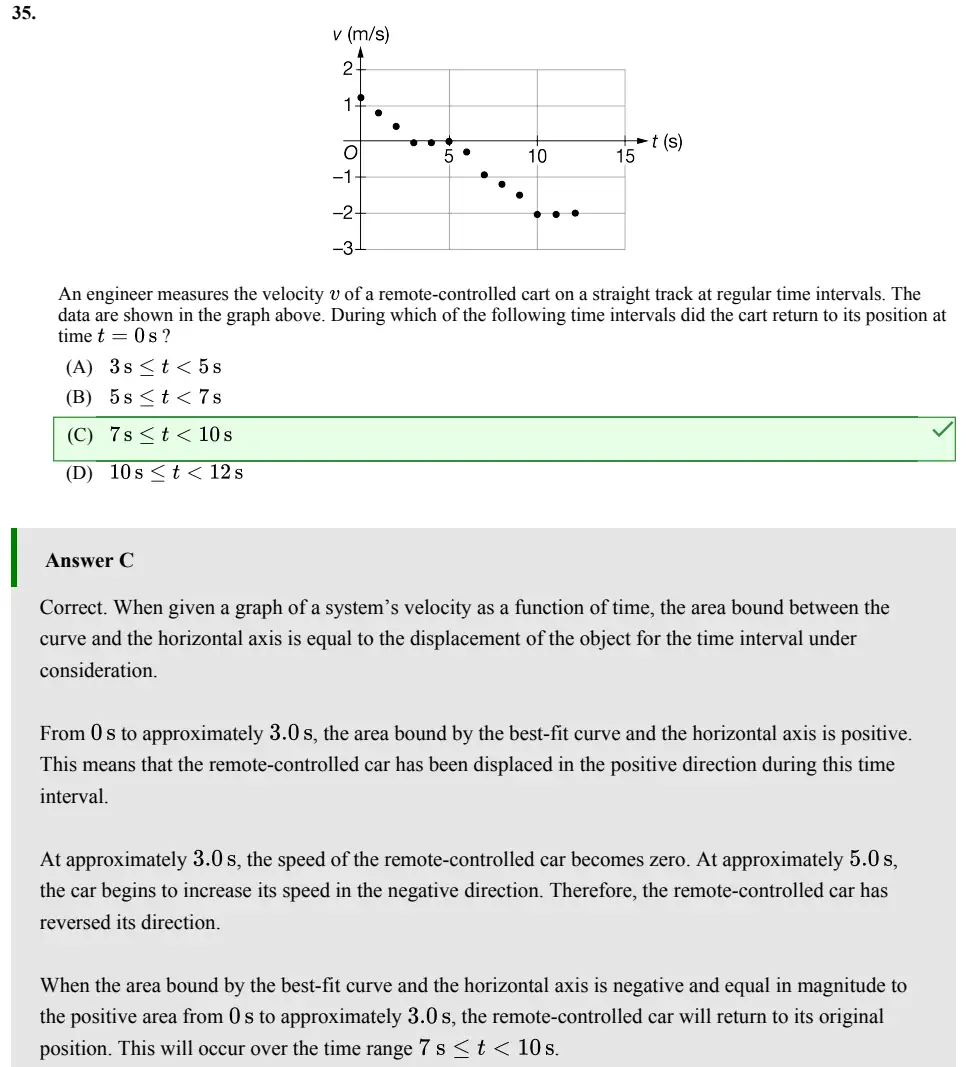 35.
v (m/s)
2
1
t (s)
O
5
10
15
−1
−2
−3
An engineer measures the velocity v of a remote-controlled cart on a straight track at regular time intervals. The
data are shown in the graph above. During which of the following time intervals did the cart return to its position at
time t = 0 s ?
(A) 3 s ≤ t < 5 s
(B) 5 s ≤ t < 7 s
(C) 7 s ≤ t < 10 s
(D) 10 s ≤ t < 12 s
Answer C
Correct. When given a graph of a system’s velocity as a function of time, the area bound between the
curve and the horizontal axis is equal to the displacement of the object for the time interval under
consideration.
From 0 s to approximately 3.0 s, the area bound by the best-fit curve and the horizontal axis is positive.
This means that the remote-controlled car has been displaced in the positive direction during this time
interval.
At approximately 3.0 s, the speed of the remote-controlled car becomes zero. At approximately 5.0 s,
the car begins to increase its speed in the negative direction. Therefore, the remote-controlled car has
reversed its direction.
When the area bound by the best-fit curve and the horizontal axis is negative and equal in magnitude to
the positive area from 0 s to approximately 3.0 s, the remote-controlled car will return to its original
position. This will occur over the time range 7 s ≤ t < 10 s.